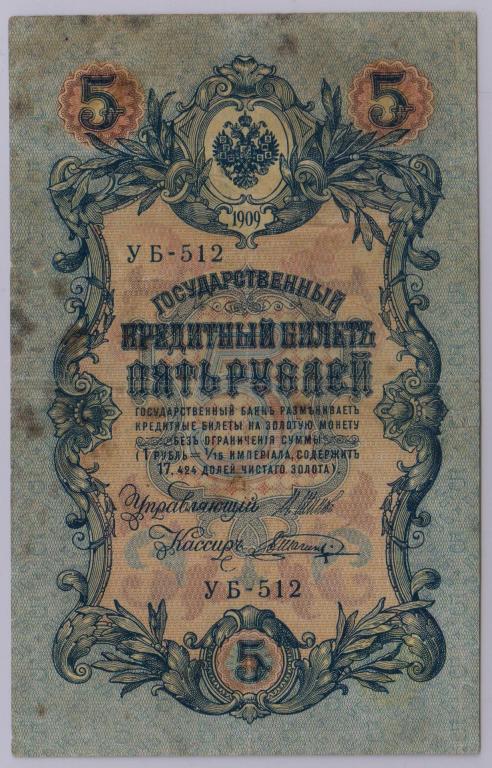 5 5
1909
УБ-512
ГОСУДАРСТВЕННЫЙ
КРЕДИТНЫЙ БИЛЕТЪ
ПЯТЬ РУБЛЕЙ
ГОСУДАРСТВЕННЫЙ БАНКЪ РАЗМѢНИВАЕТЪ
КРЕДИТНЫЕ БИЛЕТЫ НА ЗОЛОТУЮ МОНЕТУ
БЕЗЪ ОГРАНИЧЕНІЯ СУММЫ
(1 РУБЛЬ = 1/15 ИМПЕРІАЛА, СОДЕРЖИТЪ
17,424 ДОЛЕЙ ЧИСТАГО ЗОЛОТА)
Управляющій
Кассиръ
УБ-512
5